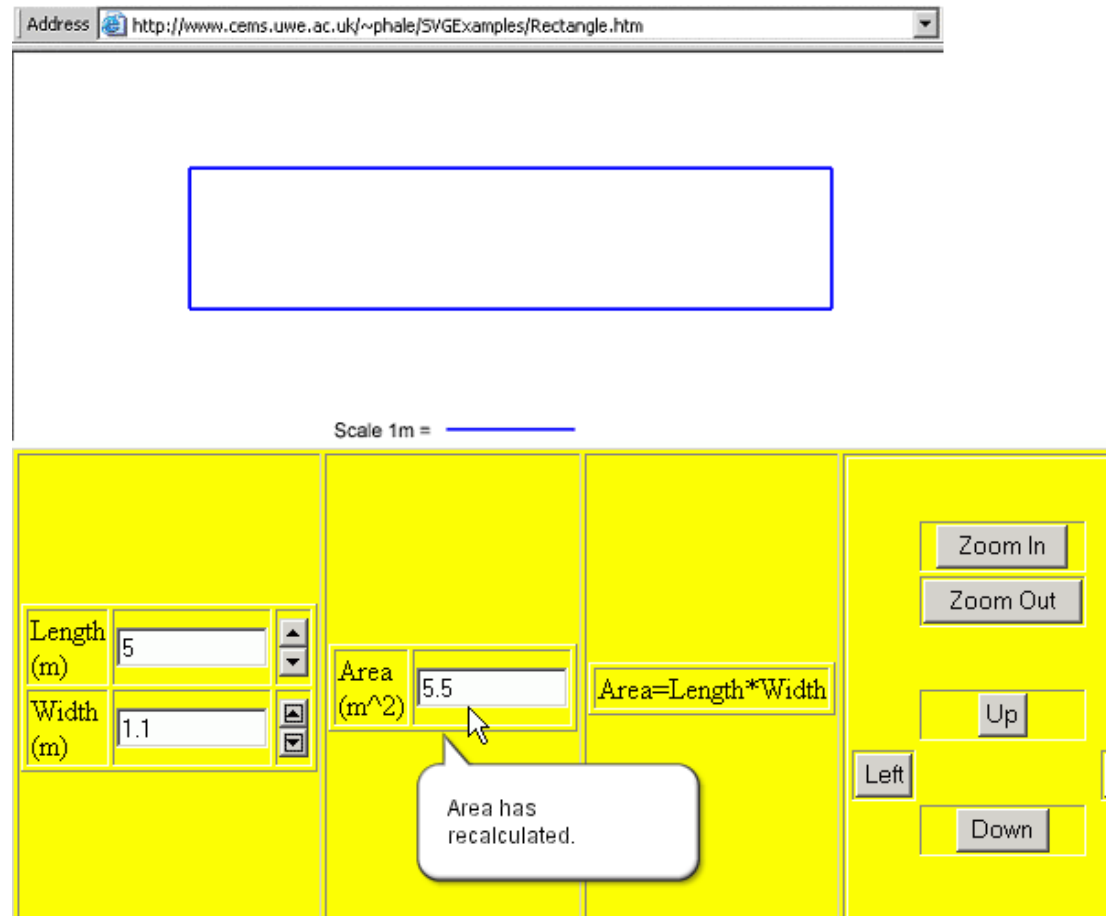 Address http://www.cems.uwe.ac.uk/~phale/SVGExamples/Rectangle.htm
Scale 1m =
Length
(m)
5
Width
(m)
1.1
Area
(m^2)
5.5
Area has
recalculated.
Area=Length*Width
Zoom In
Zoom Out
Up
Left
Down